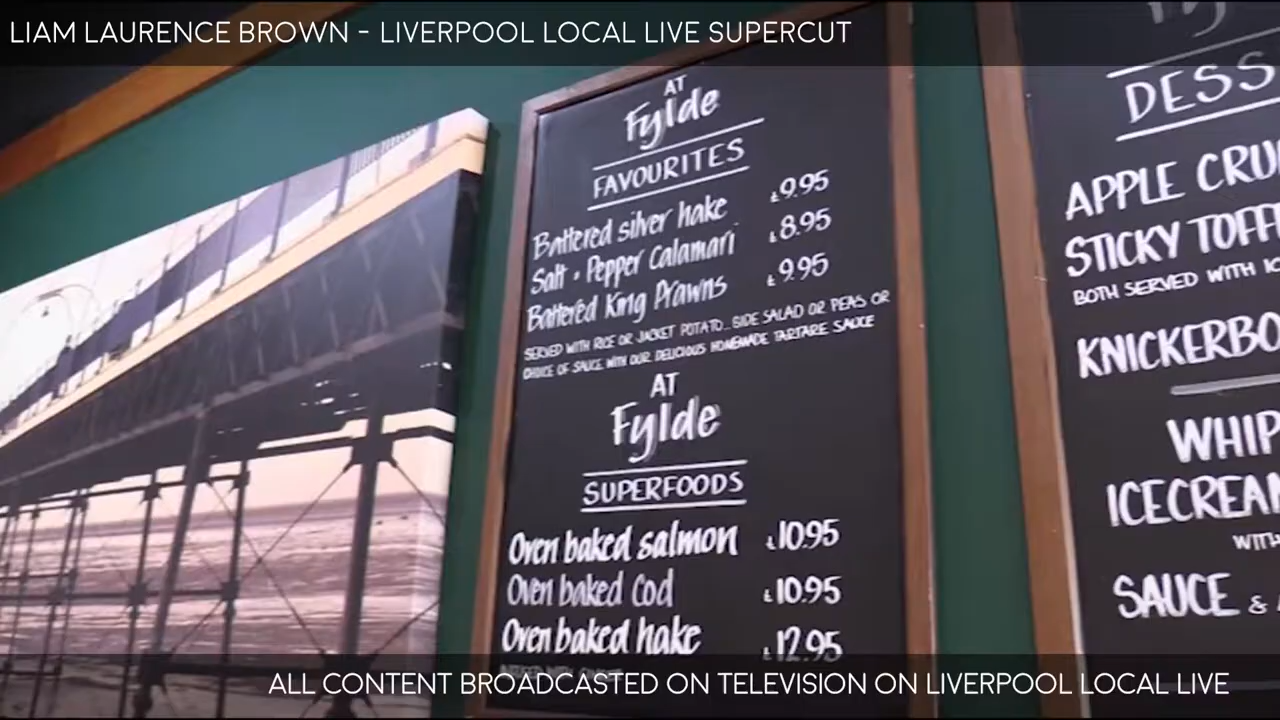 LIAM LAURENCE BROWN - LIVERPOOL LOCAL LIVE SUPERCUT
AT
Fylde
FAVOURITES
Battered silver hake £9.95
Salt + Pepper Calamari £8.95
Battered King Prawns £9.95
SERVED WITH RICE OR JACKET POTATO.. SIDE SALAD OR PEAS OR
CHOICE OF SAUCE WITH OUR DELICIOUS HOMEMADE TARTARE SAUCE
AT
Fylde
SUPERFOODS
Oven baked salmon £10.95
Oven baked cod £10.95
Oven baked hake £12.95
DESS
APPLE CRU
STICKY TOFF
BOTH SERVED WITH IC
KNICKERBO
WHIP
ICECREAM
WITH
SAUCE &
ALL CONTENT BROADCASTED ON TELEVISION ON LIVERPOOL LOCAL LIVE